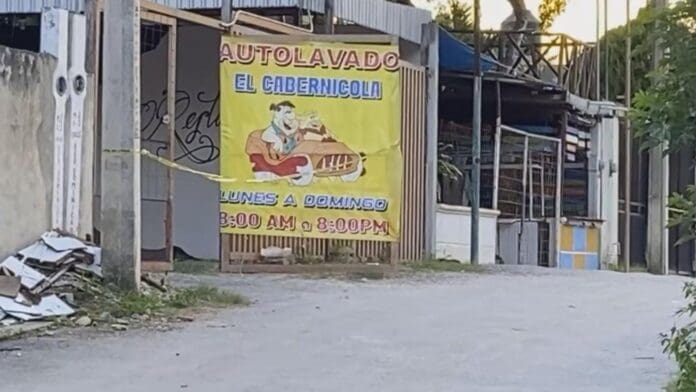 AUTOLAVADO
EL CABERNICOLA
LUNES A DOMINGO
8:00 AM a 8:00PM